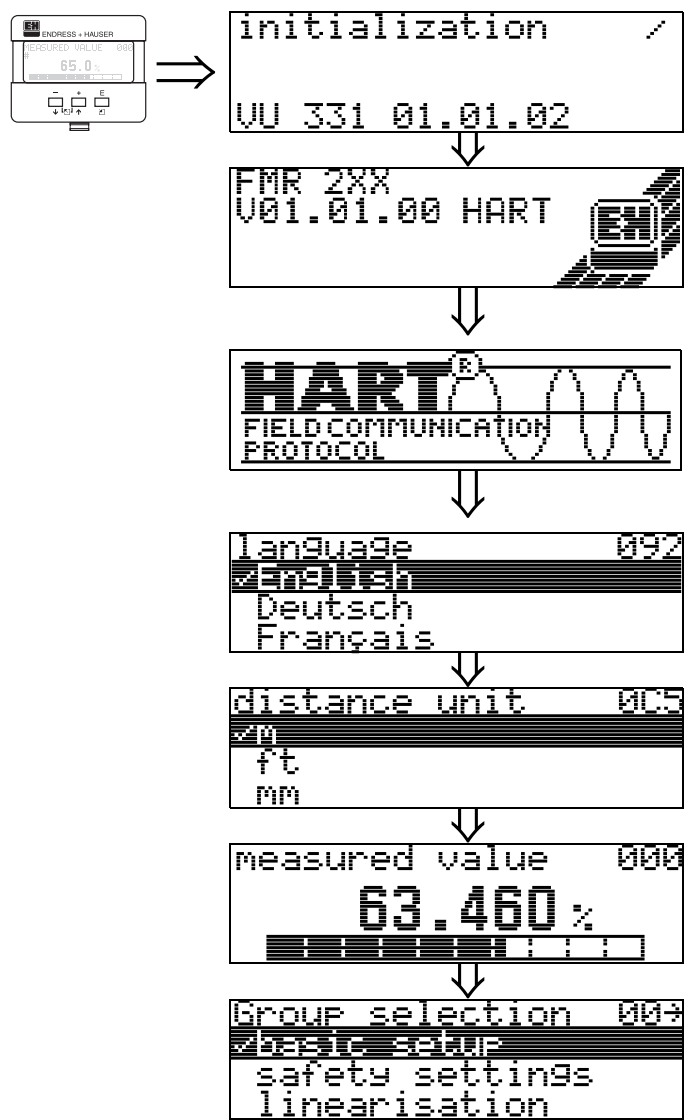 EH ENDRESS + HAUSER
MEASURED VALUE 000
#
65.0 %
- + E
initialization /
VU 331 01.01.02
FMR 2XX
V01.01.00 HART
EH
HART R
FIELD COMMUNICATION
PROTOCOL
language 092
✓English
Deutsch
Français
distance unit 0C5
✓m
ft
mm
measured value 000
63.460 %
Group selection 00→
✓basic setup
safety settings
linearisation